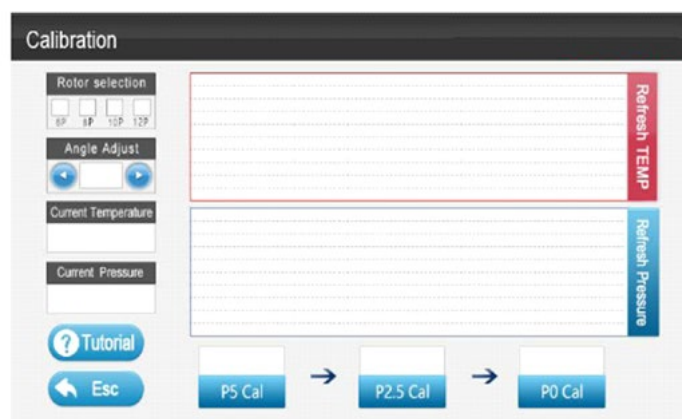 Calibration
Rotor selection
6P 8P 10P 12P
Angle Adjust
Current Temperature
Current Pressure
? Tutorial
Esc
Refresh TEMP
Refresh Pressure
P5 Cal → P2.5 Cal → P0 Cal